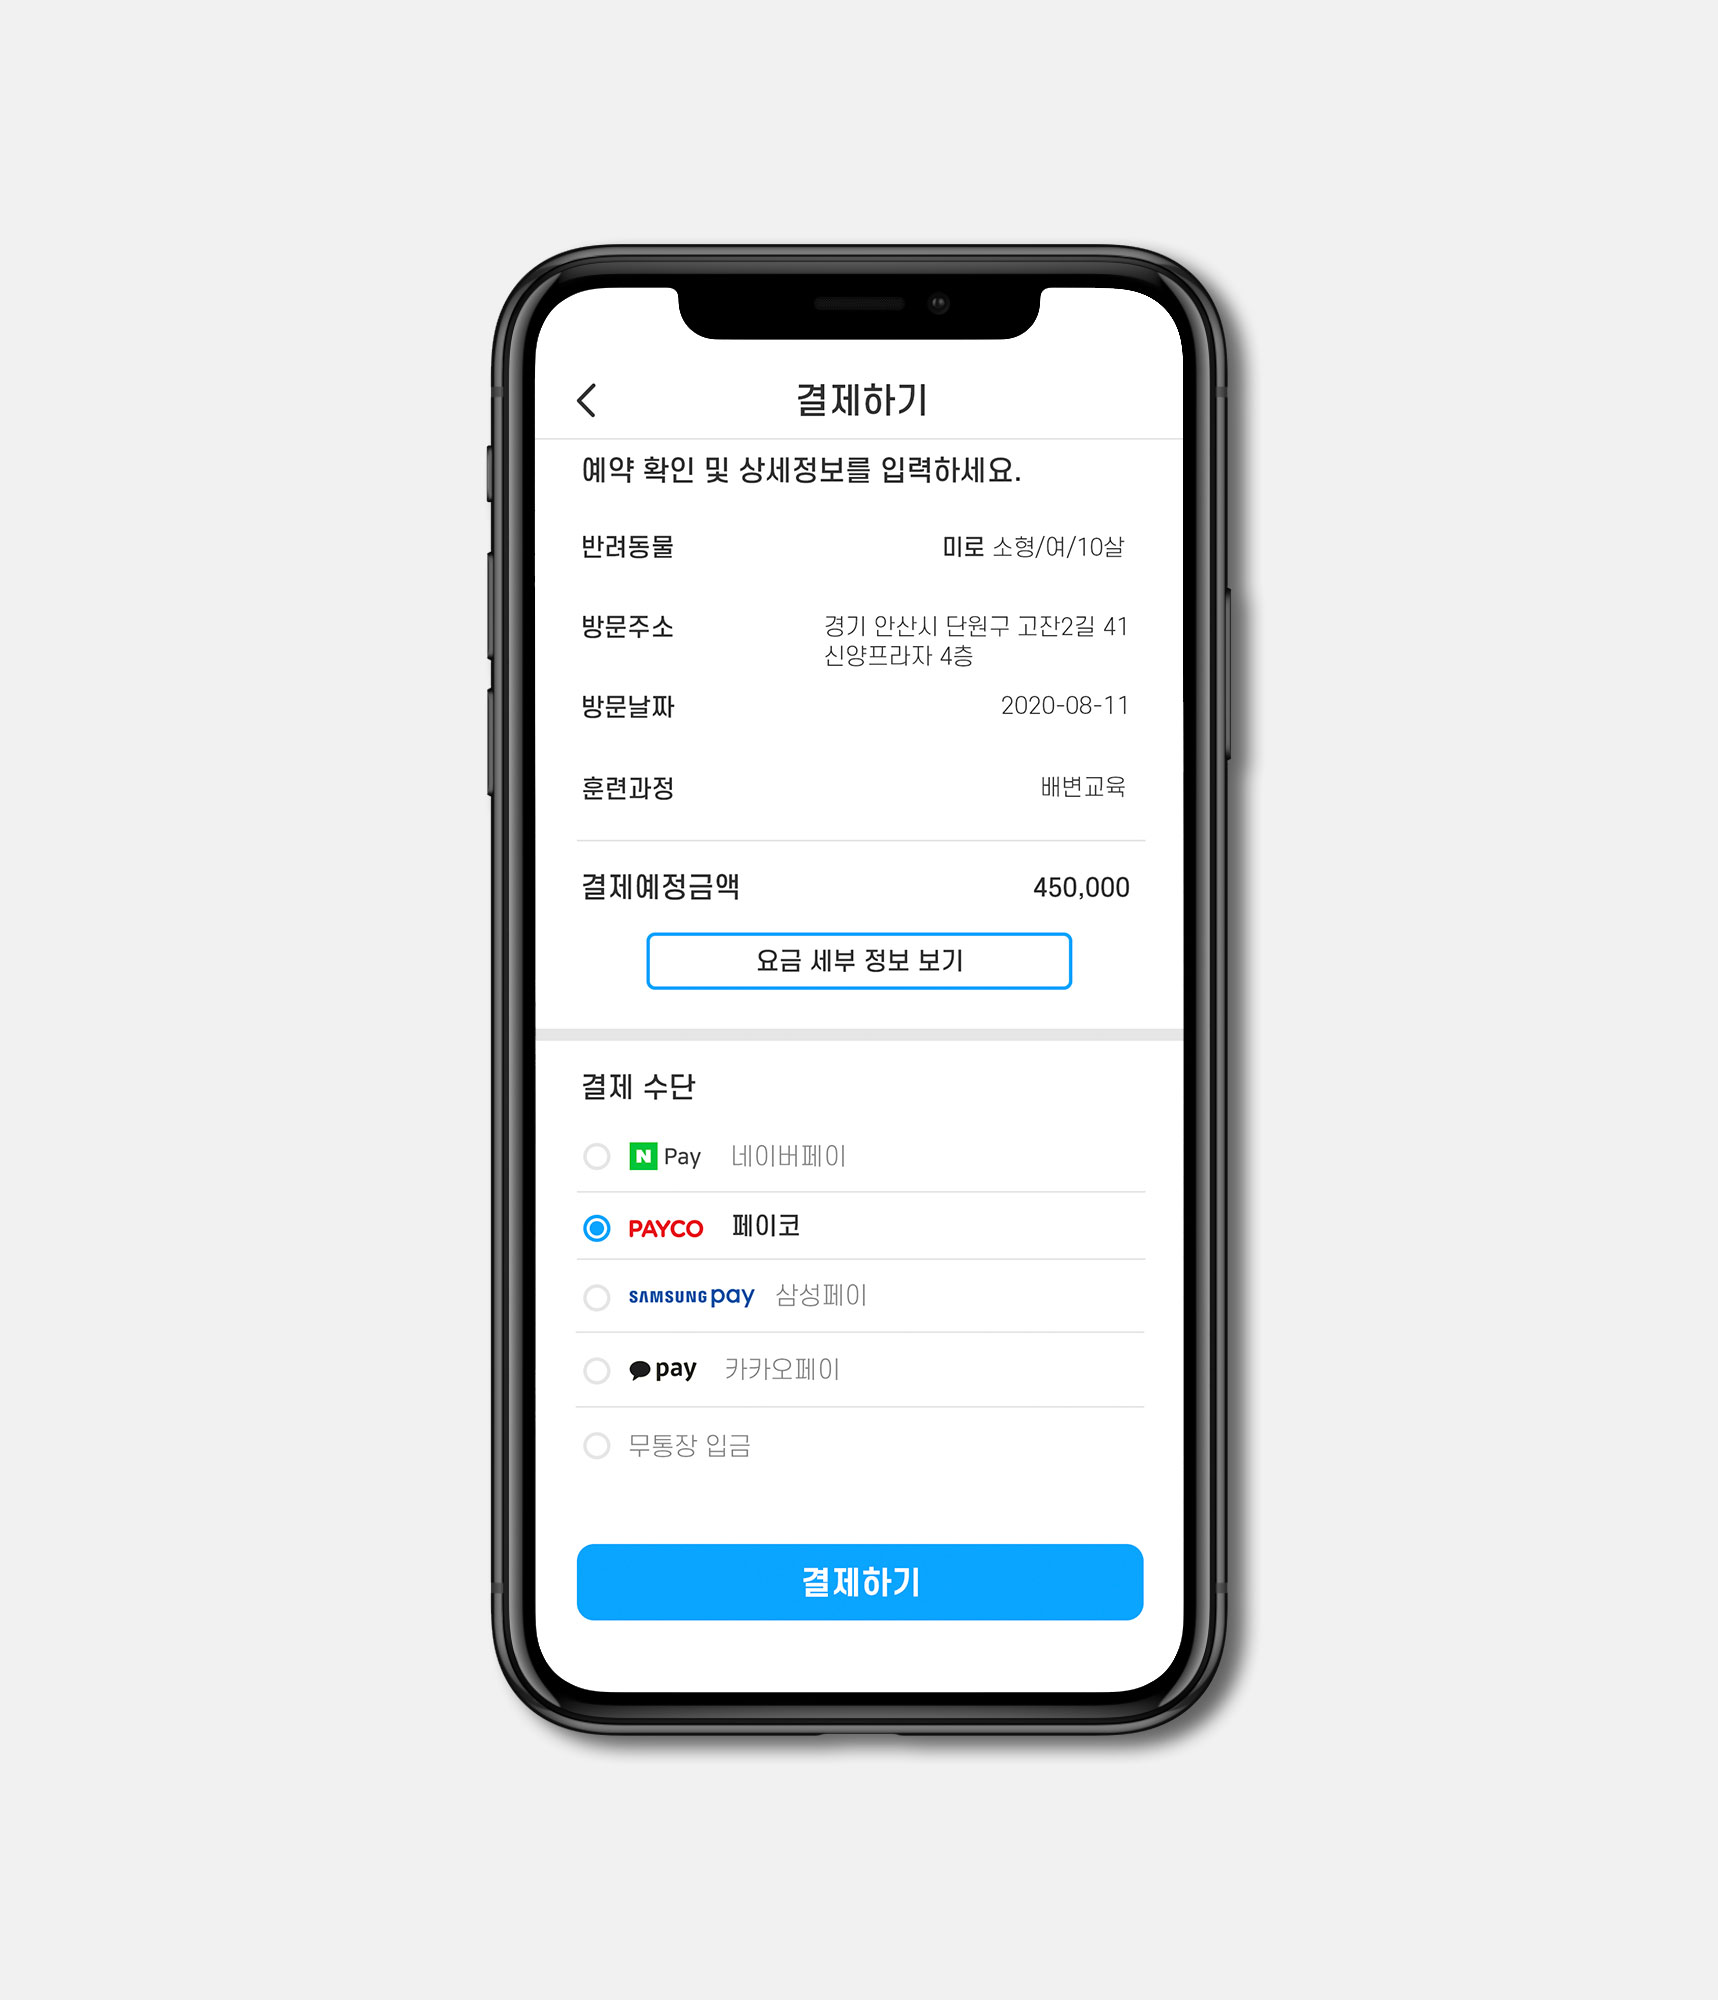 결제하기
예약 확인 및 상세정보를 입력하세요.
반려동물 미로 소형/여/10살
방문주소 경기 안산시 단원구 고잔2길 41
신양프라자 4층
방문날짜 2020-08-11
훈련과정 배변교육
결제예정금액 450,000
요금 세부 정보 보기
결제 수단
N Pay 네이버페이
PAYCO 페이코
SAMSUNG pay 삼성페이
pay 카카오페이
무통장 입금
결제하기